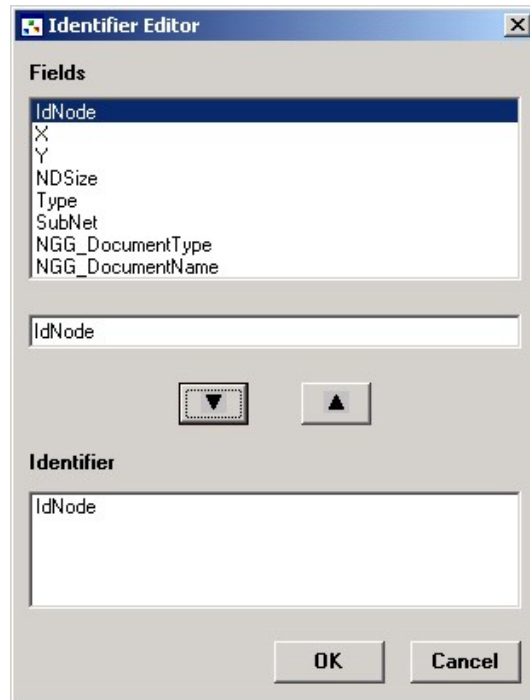 Identifier Editor
Fields
IdNode
X
Y
NDSize
Type
SubNet
NGG_DocumentType
NGG_DocumentName
IdNode
Identifier
IdNode
OK Cancel